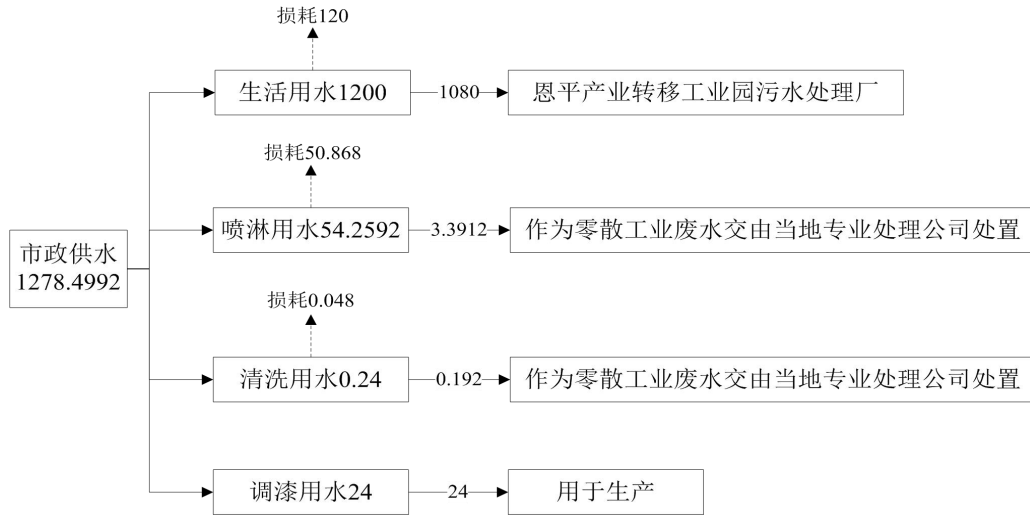 损耗120
生活用水1200
1080
恩平产业转移工业园污水处理厂
损耗50.868
喷淋用水54.2592
3.3912
作为零散工业废水交由当地专业处理公司处置
市政供水
1278.4992
损耗0.048
清洗用水0.24
0.192
作为零散工业废水交由当地专业处理公司处置
调漆用水24
24
用于生产